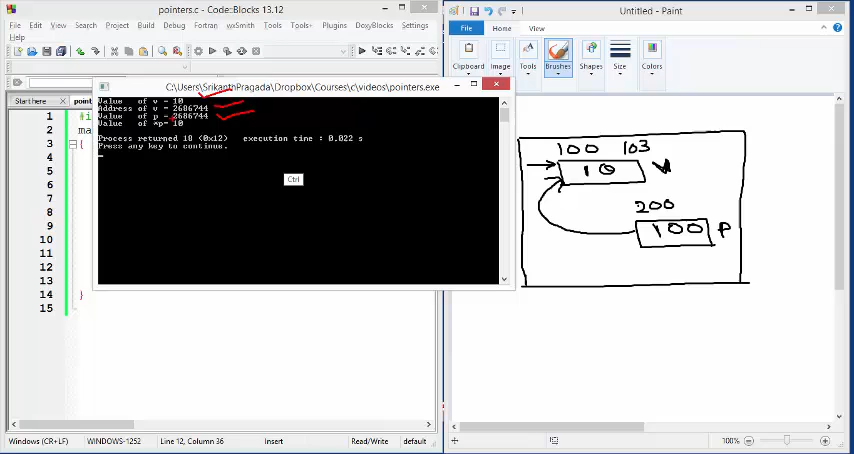 pointers.c - Code::Blocks 13.12
File Edit View Search Project Build Debug Fortran wxSmith Tools Tools+ Plugins DoxyBlocks Settings
Help
Start here
point
1 #i
2 ma
3 {
4
5
6
7
8
9
10
11
12
13
14 }
15
C:\Users\SrikanthPragada\Dropbox\Courses\c\videos\pointers.exe
Value of v = 10
Address of v = 2686744
Value of p = 2686744
Value of *p= 10
Process returned 18 (0x12) execution time : 0.022 s
Press any key to continue.
Ctrl
Windows (CR+LF) WINDOWS-1252 Line 12, Column 36 Insert Read/Write default
Untitled - Paint
File Home View
Clipboard Image Tools Brushes Shapes Size Colors
100 103
10 v
200
100 P
100%